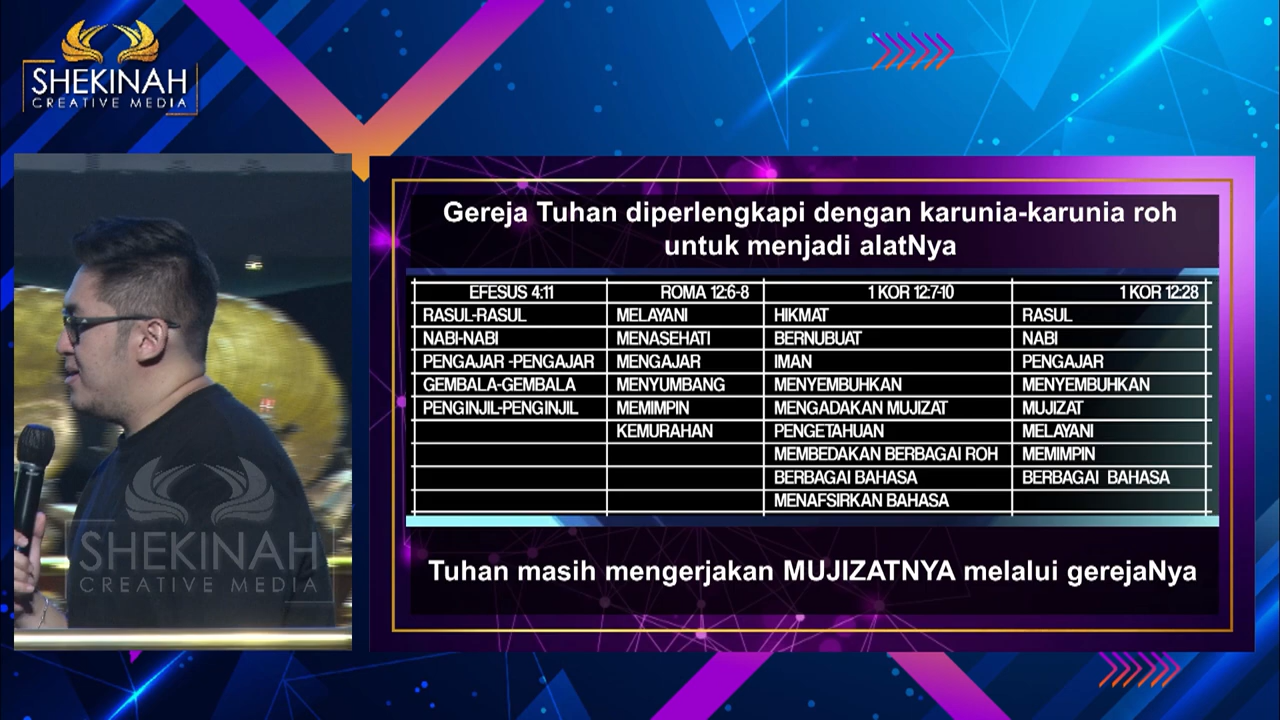 SHEKINAH
CREATIVE MEDIA
Gereja Tuhan diperlengkapi dengan karunia-karunia roh
untuk menjadi alatNya
EFESUS 4:11 ROMA 12:6-8 1 KOR 12:7-10 1 KOR 12:28
RASUL-RASUL MELAYANI HIKMAT RASUL
NABI-NABI MENASEHATI BERNUBUAT NABI
PENGAJAR -PENGAJAR MENGAJAR IMAN PENGAJAR
GEMBALA-GEMBALA MENYUMBANG MENYEMBUHKAN MENYEMBUHKAN
PENGINJIL-PENGINJIL MEMIMPIN MENGADAKAN MUJIZAT MUJIZAT
KEMURAHAN PENGETAHUAN MELAYANI
MEMBEDAKAN BERBAGAI ROH MEMIMPIN
BERBAGAI BAHASA BERBAGAI BAHASA
MENAFSIRKAN BAHASA
Tuhan masih mengerjakan MUJIZATNYA melalui gerejaNya
SHEKINAH
CREATIVE MEDIA